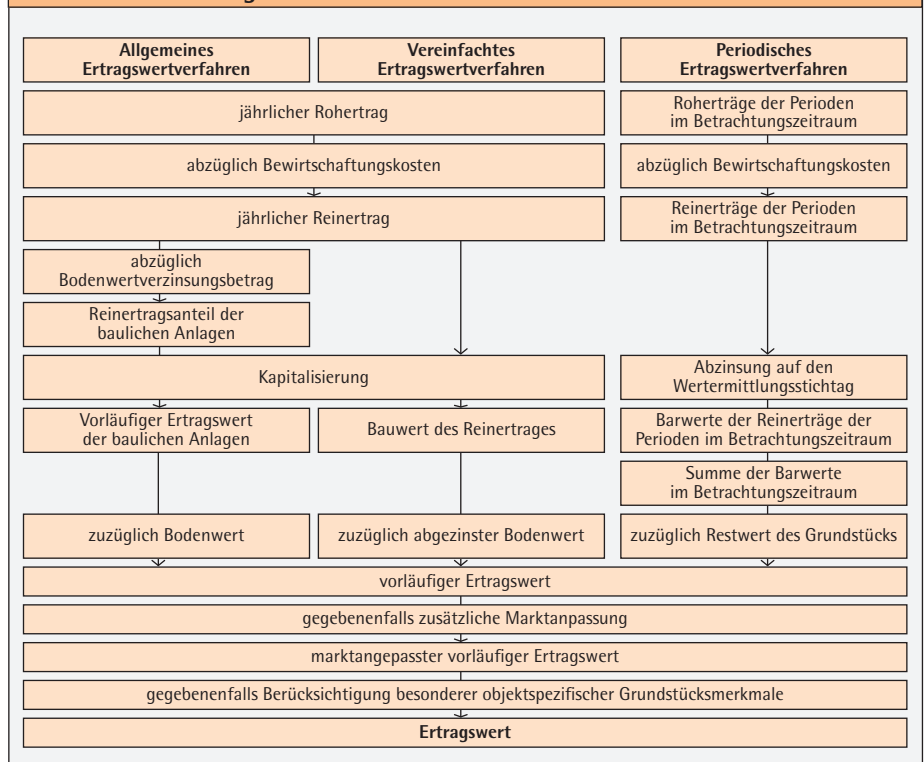 Allgemeines
Ertragswertverfahren
Vereinfachtes
Ertragswertverfahren
Periodisches
Ertragswertverfahren
jährlicher Rohertrag
Roherträge der Perioden
im Betrachtungszeitraum
abzüglich Bewirtschaftungskosten
abzüglich Bewirtschaftungskosten
jährlicher Reinertrag
Reinerträge der Perioden
im Betrachtungszeitraum
abzüglich
Bodenwertverzinsungsbetrag
Reinertragsanteil der
baulichen Anlagen
Kapitalisierung
Abzinsung auf den
Wertermittlungsstichtag
Vorläufiger Ertragswert
der baulichen Anlagen
Bauwert des Reinertrages
Barwerte der Reinerträge der
Perioden im Betrachtungszeitraum
Summe der Barwerte
im Betrachtungszeitraum
zuzüglich Bodenwert
zuzüglich abgezinster Bodenwert
zuzüglich Restwert des Grundstücks
vorläufiger Ertragswert
gegebenenfalls zusätzliche Marktanpassung
marktangepasster vorläufiger Ertragswert
gegebenenfalls Berücksichtigung besonderer objektspezifischer Grundstücksmerkmale
Ertragswert